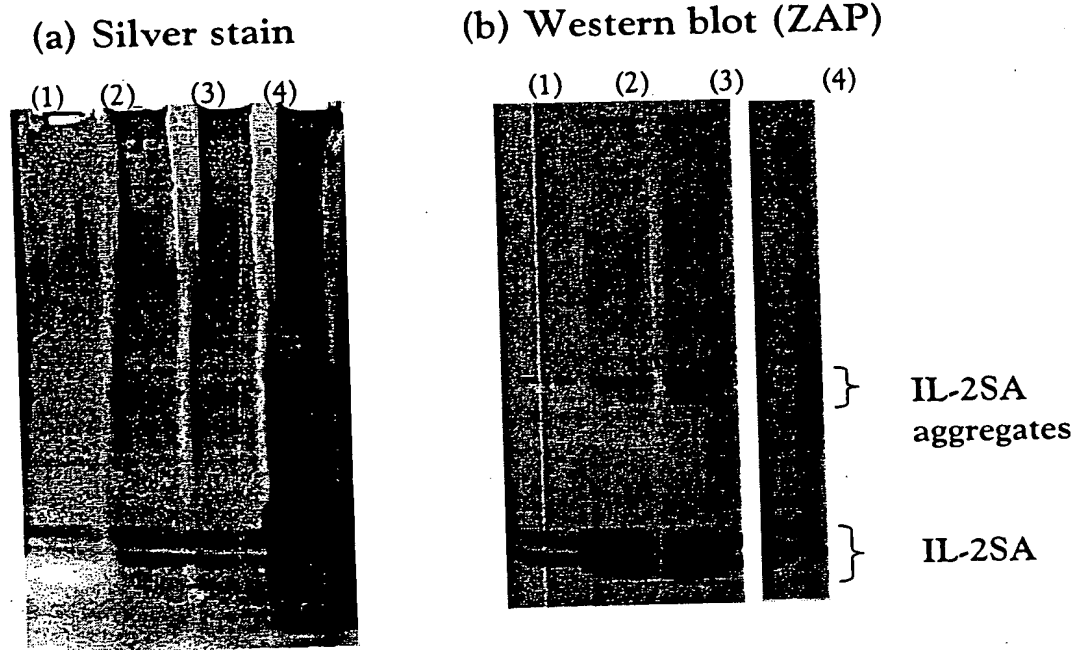 (a) Silver stain
(b) Western blot (ZAP)
(1) (2) (3) (4)
(1) (2) (3) (4)
IL-2SA
aggregates
IL-2SA